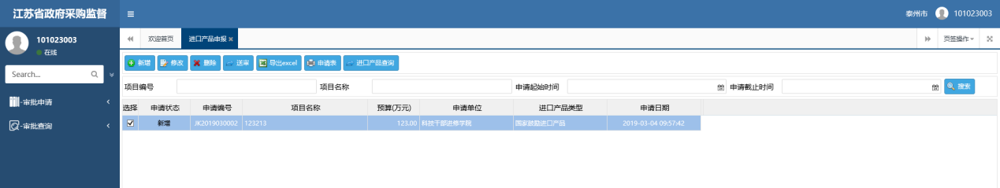 江苏省政府采购监督
泰州市 101023003
101023003
在线
欢迎首页 进口产品申报
页签操作
Search...
新增 修改 删除 送审 导出excel 申请表 进口产品查询
项目编号 项目名称 申请起始时间 申请截止时间 搜索
-审批申请
-审批查询
选择 申请状态 申请编号 项目名称 预算(万元) 申请单位 进口产品类型 申请日期
新增 JK2019030002 123213 123.00 科技干部进修学院 国家鼓励进口产品 2019-03-04 09:57:42